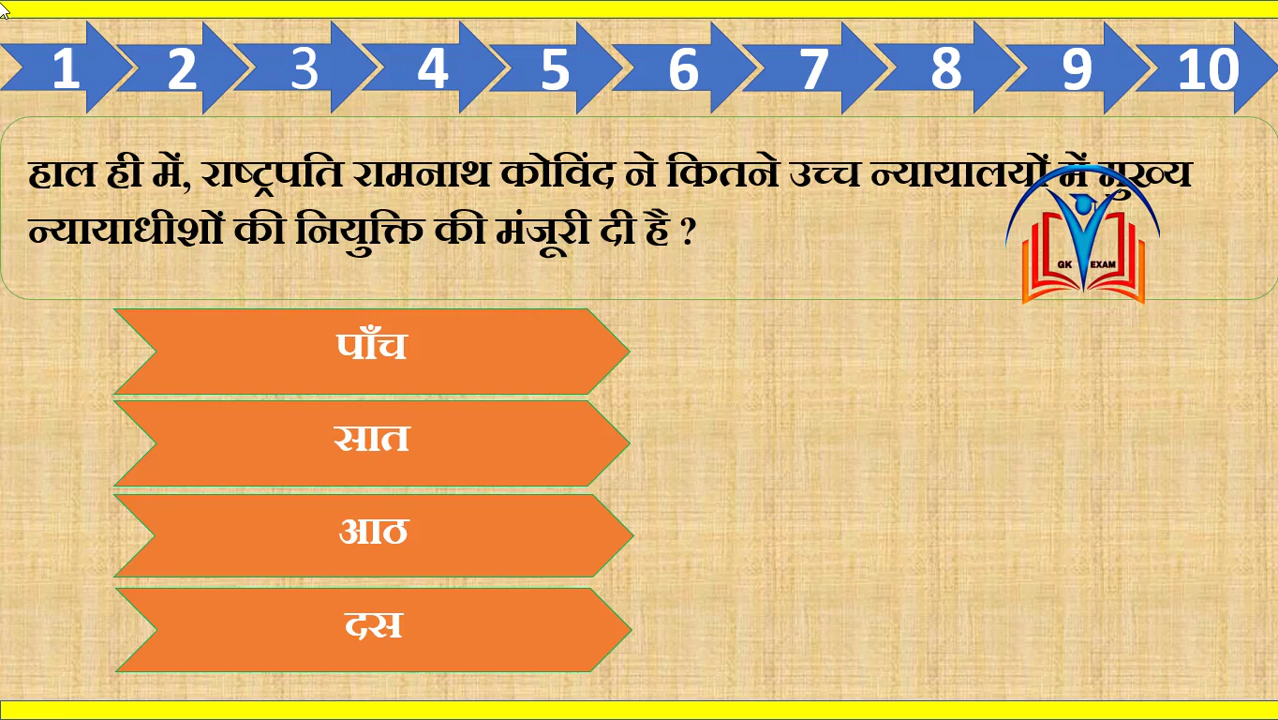 1 2 3 4 5 6 7 8 9 10
हाल ही में, राष्ट्रपति रामनाथ कोविंद ने कितने उच्च न्यायालयों में मुख्य
न्यायाधीशों की नियुक्ति की मंजूरी दी है ?
GK EXAM
पाँच
सात
आठ
दस